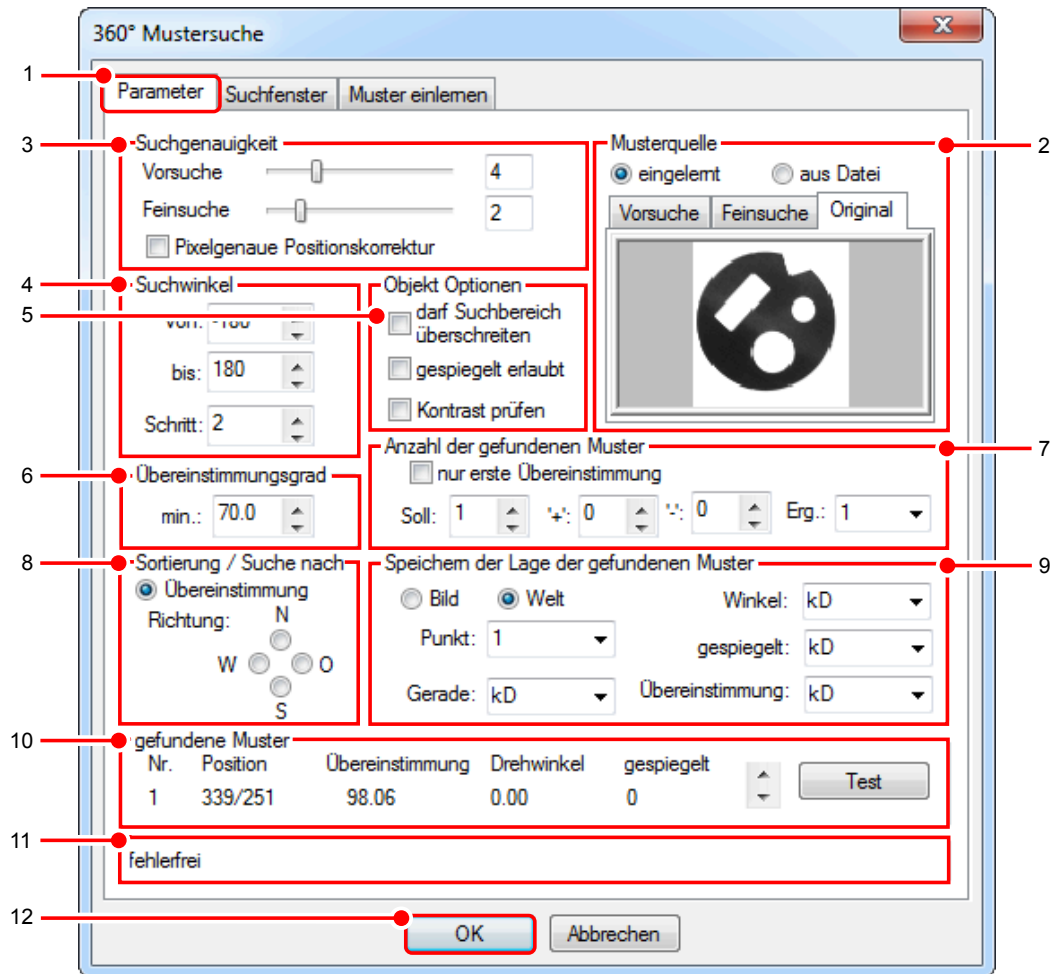 360° Mustersuche
1
Parameter Suchfenster Muster einlernen
3
Suchgenauigkeit
Vorsuche 4
Feinsuche 2
Pixelgenaue Positionskorrektur
Musterquelle
2
eingelernt aus Datei
Vorsuche Feinsuche Original
4
Suchwinkel
von: -180
bis: 180
Schritt: 2
5
Objekt Optionen
darf Suchbereich
überschreiten
gespiegelt erlaubt
Kontrast prüfen
6
Übereinstimmungsgrad
min.: 70.0
Anzahl der gefundenen Muster
7
nur erste Übereinstimmung
Soll: 1 '+': 0 '-': 0 Erg.: 1
8
Sortierung / Suche nach
Übereinstimmung
Richtung: N
W O
S
Speichern der Lage der gefundenen Muster
9
Bild Welt Winkel: kD
Punkt: 1 gespiegelt: kD
Gerade: kD Übereinstimmung: kD
10
gefundene Muster
Nr. Position Übereinstimmung Drehwinkel gespiegelt
1 339/251 98.06 0.00 0
Test
11
fehlerfrei
12
OK Abbrechen